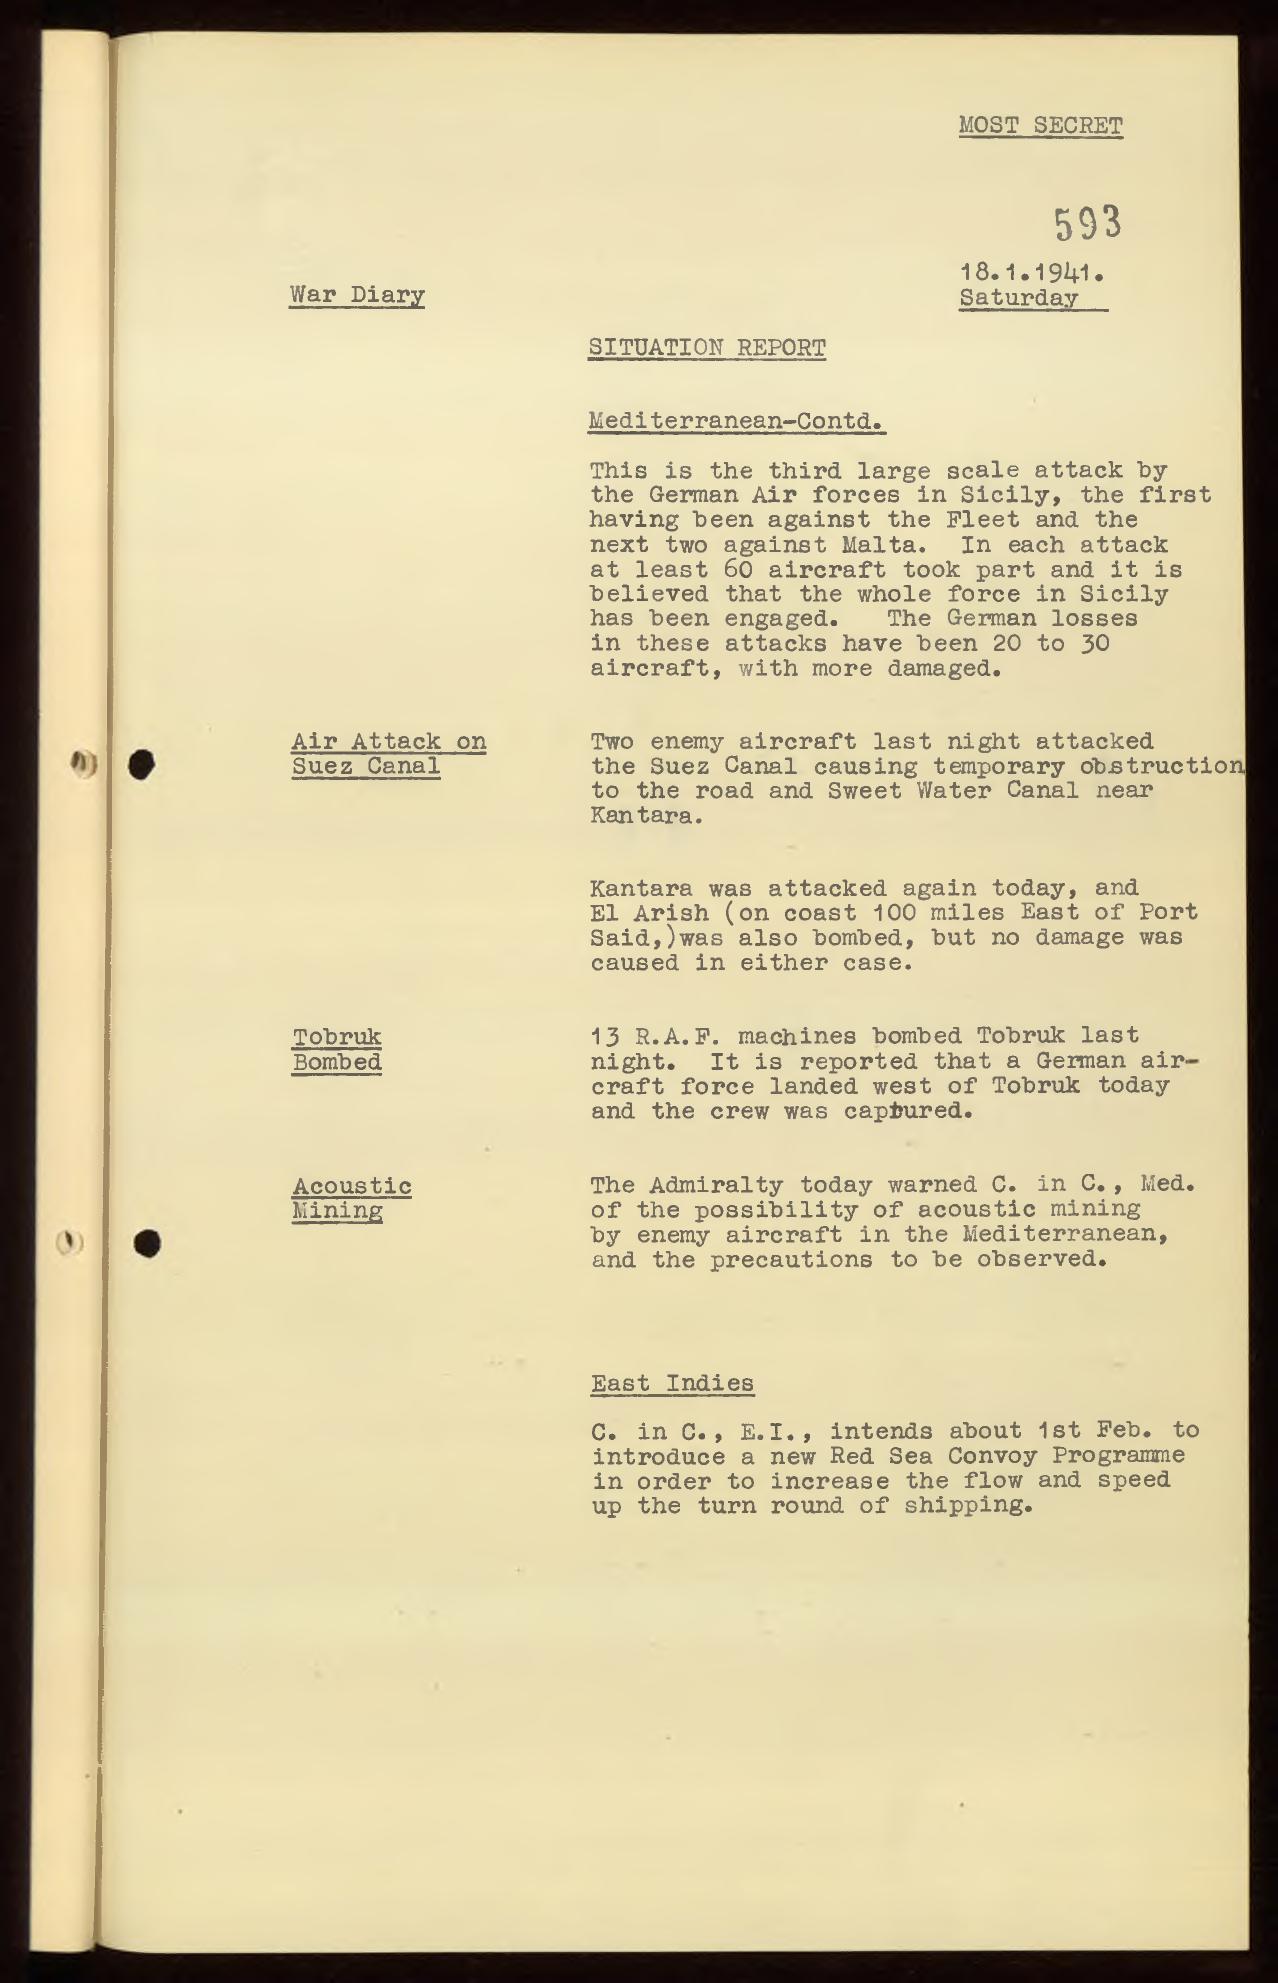 MOST SECRET
593
18.1.1941.
War Diary
Saturday
SITUATION REPORT
Mediterranean-Contd.
This is the third large scale attack by
the German Air forces in Sicily, the first
having been against the Fleet and the
next two against Malta. In each attack
at least 60 aircraft took part and it is
believed that the whole force in Sicily
has been engaged. The German losses
in these attacks have been 20 to 30
aircraft, with more damaged.
Air Attack on
Suez Canal
Two enemy aircraft last night attacked
the Suez Canal causing temporary obstruction
to the road and Sweet Water Canal near
Kantara.
Kantara was attacked again today, and
El Arish (on coast 100 miles East of Port
Said,)was also bombed, but no damage was
caused in either case.
Tobruk
Bombed
13 R.A.F. machines bombed Tobruk last
night. It is reported that a German air-
craft force landed west of Tobruk today
and the crew was captured.
Acoustic
Mining
The Admiralty today warned C. in C., Med.
of the possibility of acoustic mining
by enemy aircraft in the Mediterranean,
and the precautions to be observed.
East Indies
C. in C., E.I., intends about 1st Feb. to
introduce a new Red Sea Convoy Programme
in order to increase the flow and speed
up the turn round of shipping.